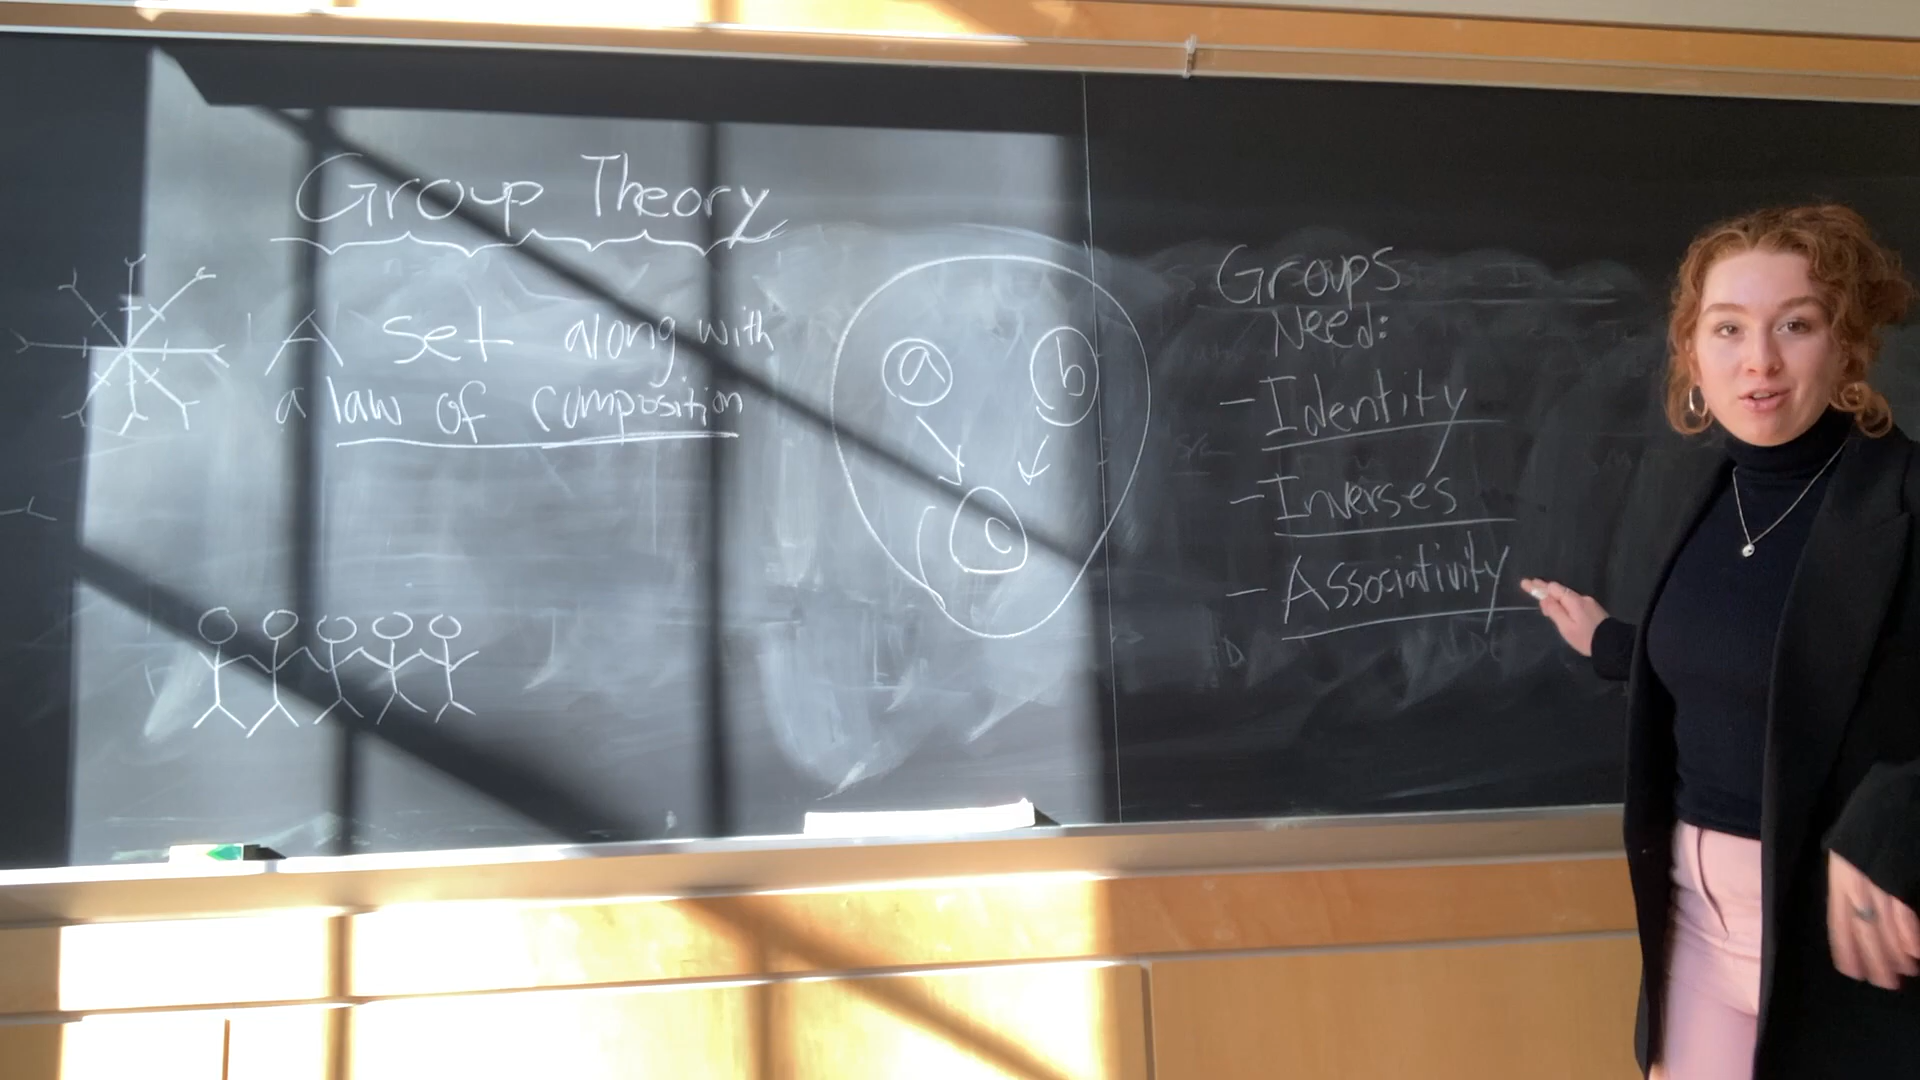 Group Theory
A set along with
a law of composition
a
b
c
Groups
Need:
- Identity
- Inverses
- Associativity